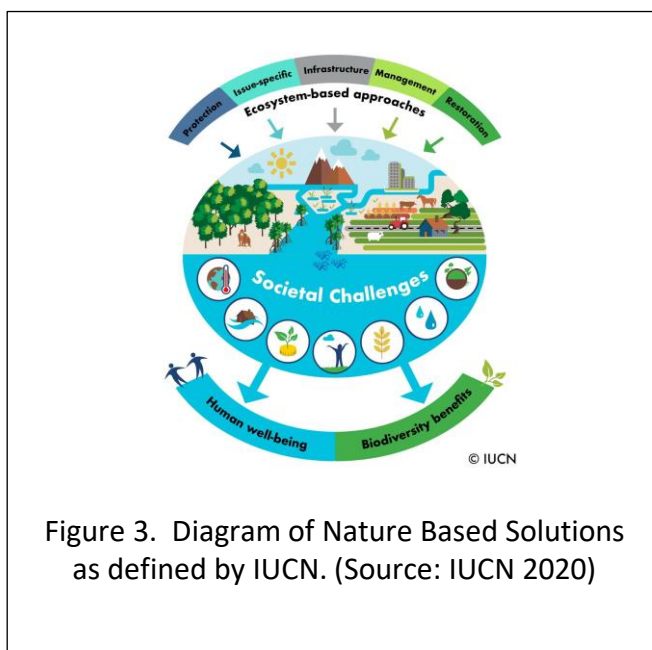 Protection
Issue-specific
Infrastructure
Management
Restoration
Ecosystem-based approaches
Societal Challenges
Human well-being
Biodiversity benefits
© IUCN
Figure 3.  Diagram of Nature Based Solutions
as defined by IUCN. (Source: IUCN 2020)